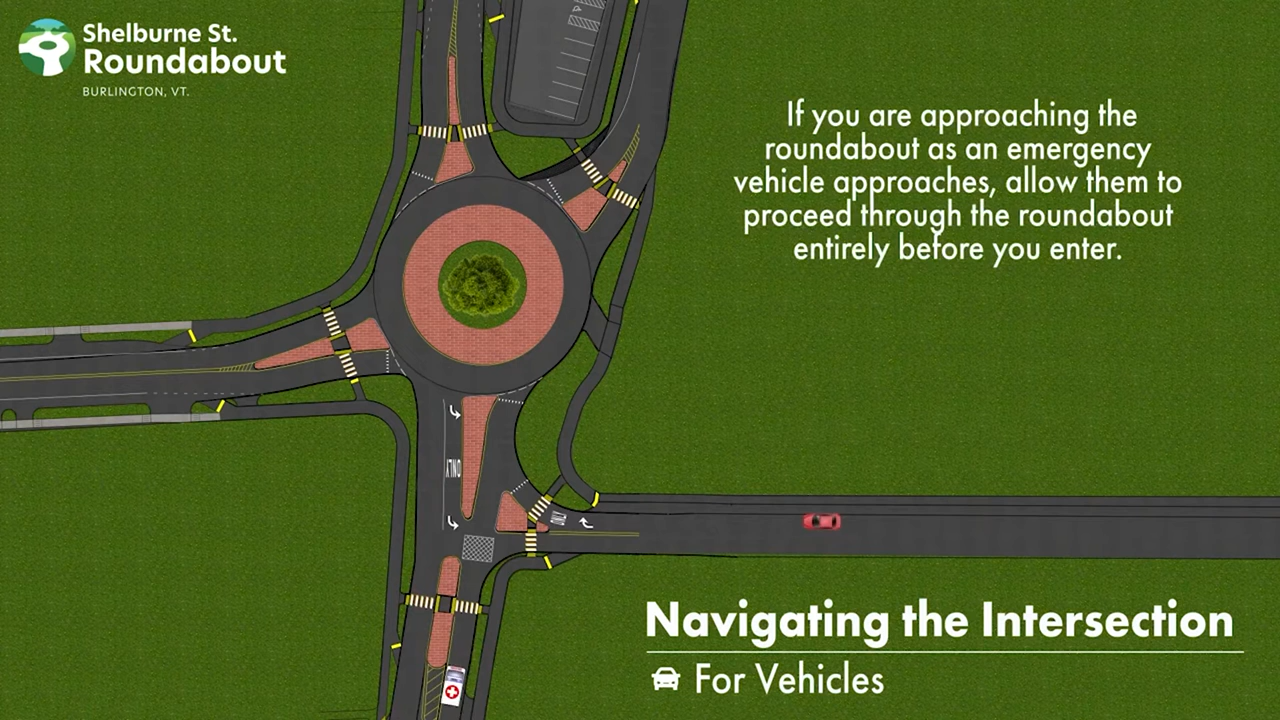 Shelburne St.
Roundabout
BURLINGTON, VT.
If you are approaching the
roundabout as an emergency
vehicle approaches, allow them to
proceed through the roundabout
entirely before you enter.
ONLY
Navigating the Intersection
For Vehicles